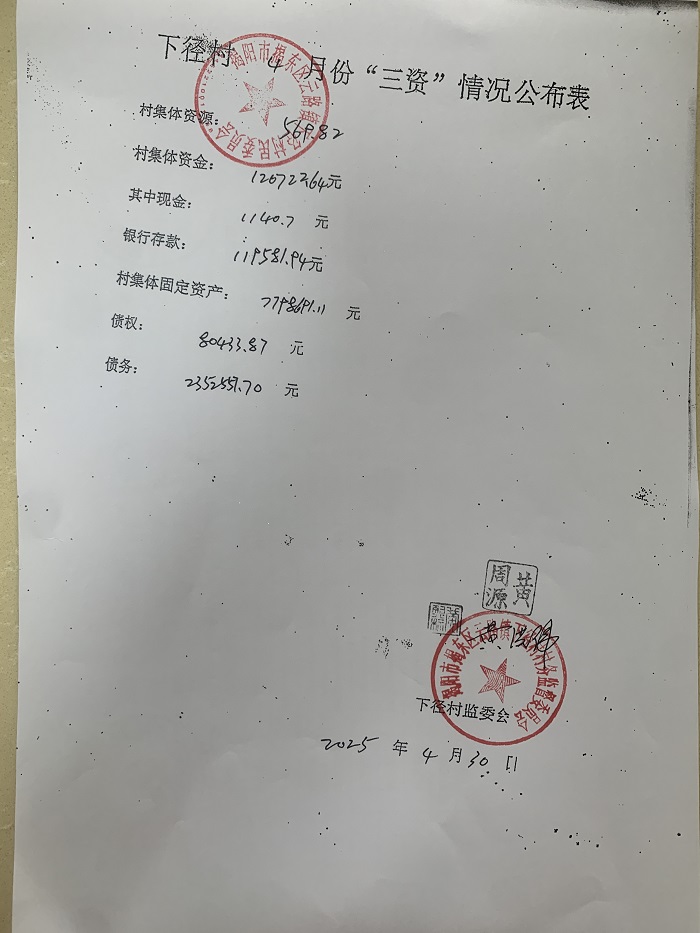 下径村 4 月份“三资”情况公布表
村集体资源: 569.82
村集体资金: 120722.64元
其中现金: 1140.7 元
银行存款: 119581.94元
村集体固定资产: 7798691.11 元
债权: 80433.87 元
债务: 2352551.70 元
黄周源
下径村监委会
2025 年 4 月 30 日